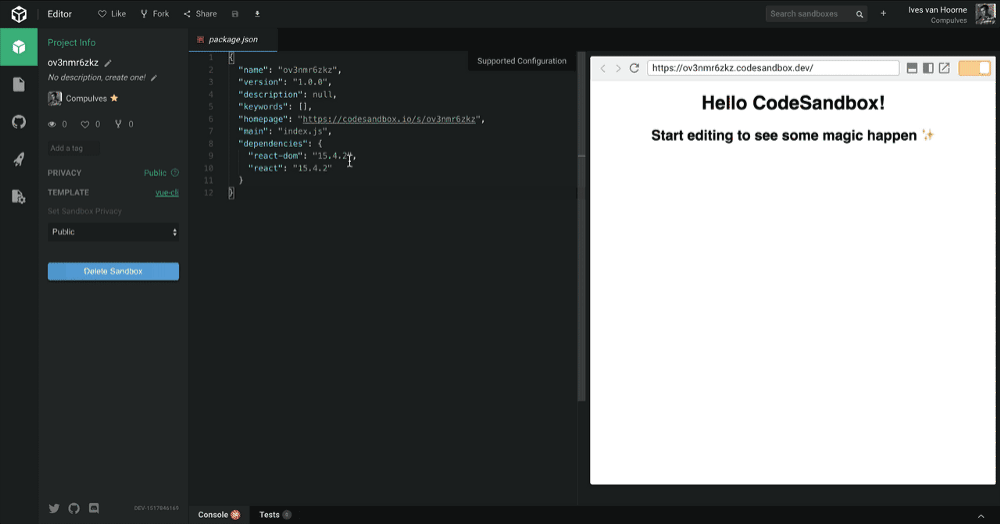 Editor
Like
Fork
Share
Search sandboxes
Ives van Hoorne
Compulves
Project Info
ov3nmr6zkz
No description, create one!
Compulves
0
0
0
Add a tag
PRIVACY
Public
TEMPLATE
vue-cli
Set Sandbox Privacy
Public
Delete Sandbox
DEV-1517846165
package.json
Supported Configuration
1 {
2 "name": "ov3nmr6zkz",
3 "version": "1.0.0",
4 "description": null,
5 "keywords": [],
6 "homepage": "https://codesandbox.io/s/ov3nmr6zkz",
7 "main": "index.js",
8 "dependencies": {
9 "react-dom": "15.4.2",
10 "react": "15.4.2"
11 }
12 }
https://ov3nmr6zkz.codesandbox.dev/
Hello CodeSandbox!
Start editing to see some magic happen ✨
Console
Tests
0